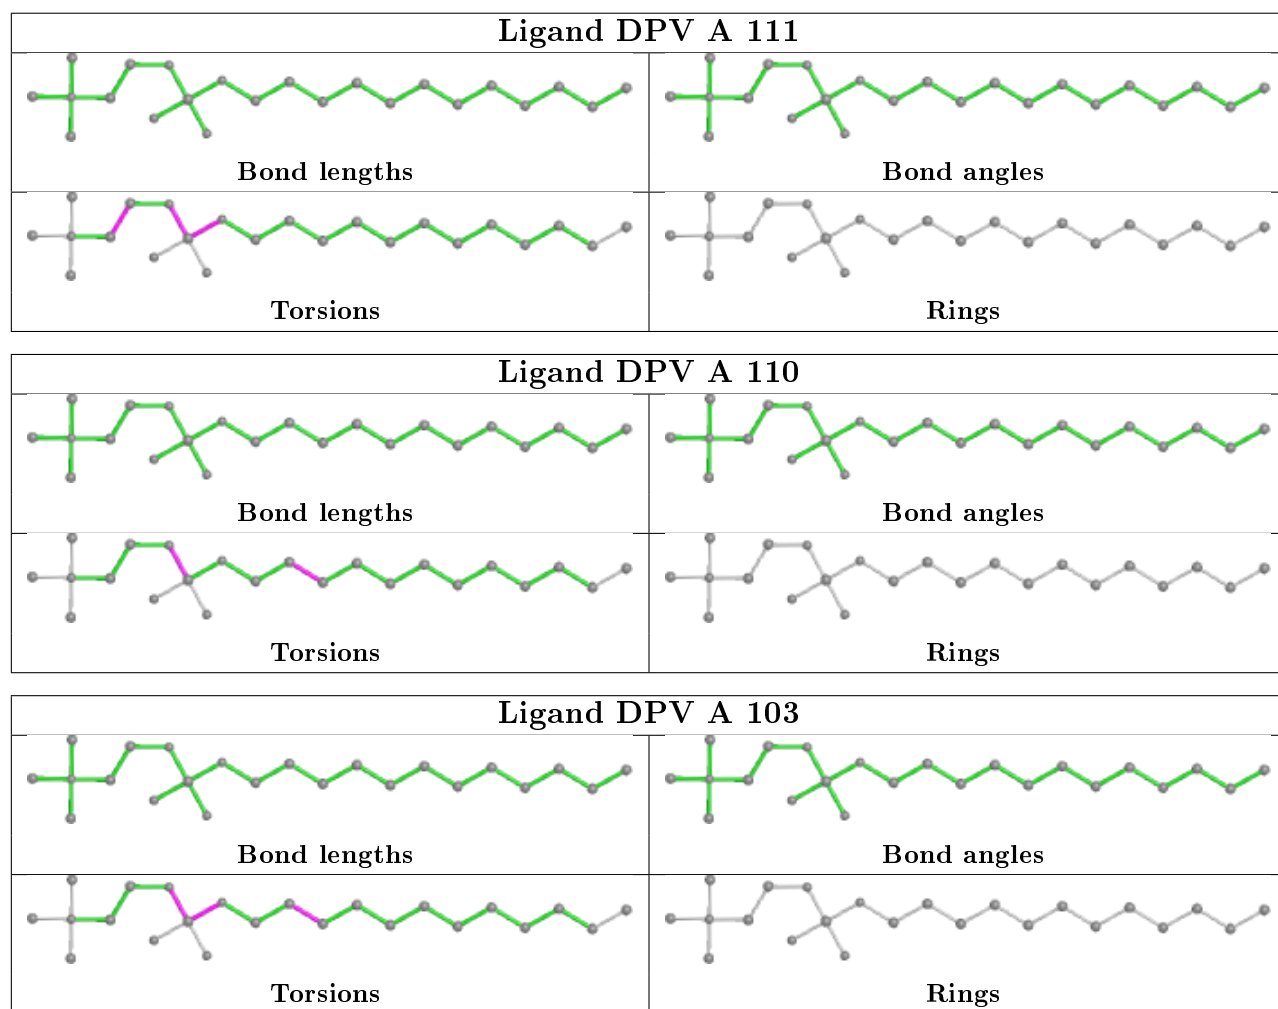 Ligand DPV A 111
Bond lengths
Bond angles
Torsions
Rings
Ligand DPV A 110
Bond lengths
Bond angles
Torsions
Rings
Ligand DPV A 103
Bond lengths
Bond angles
Torsions
Rings